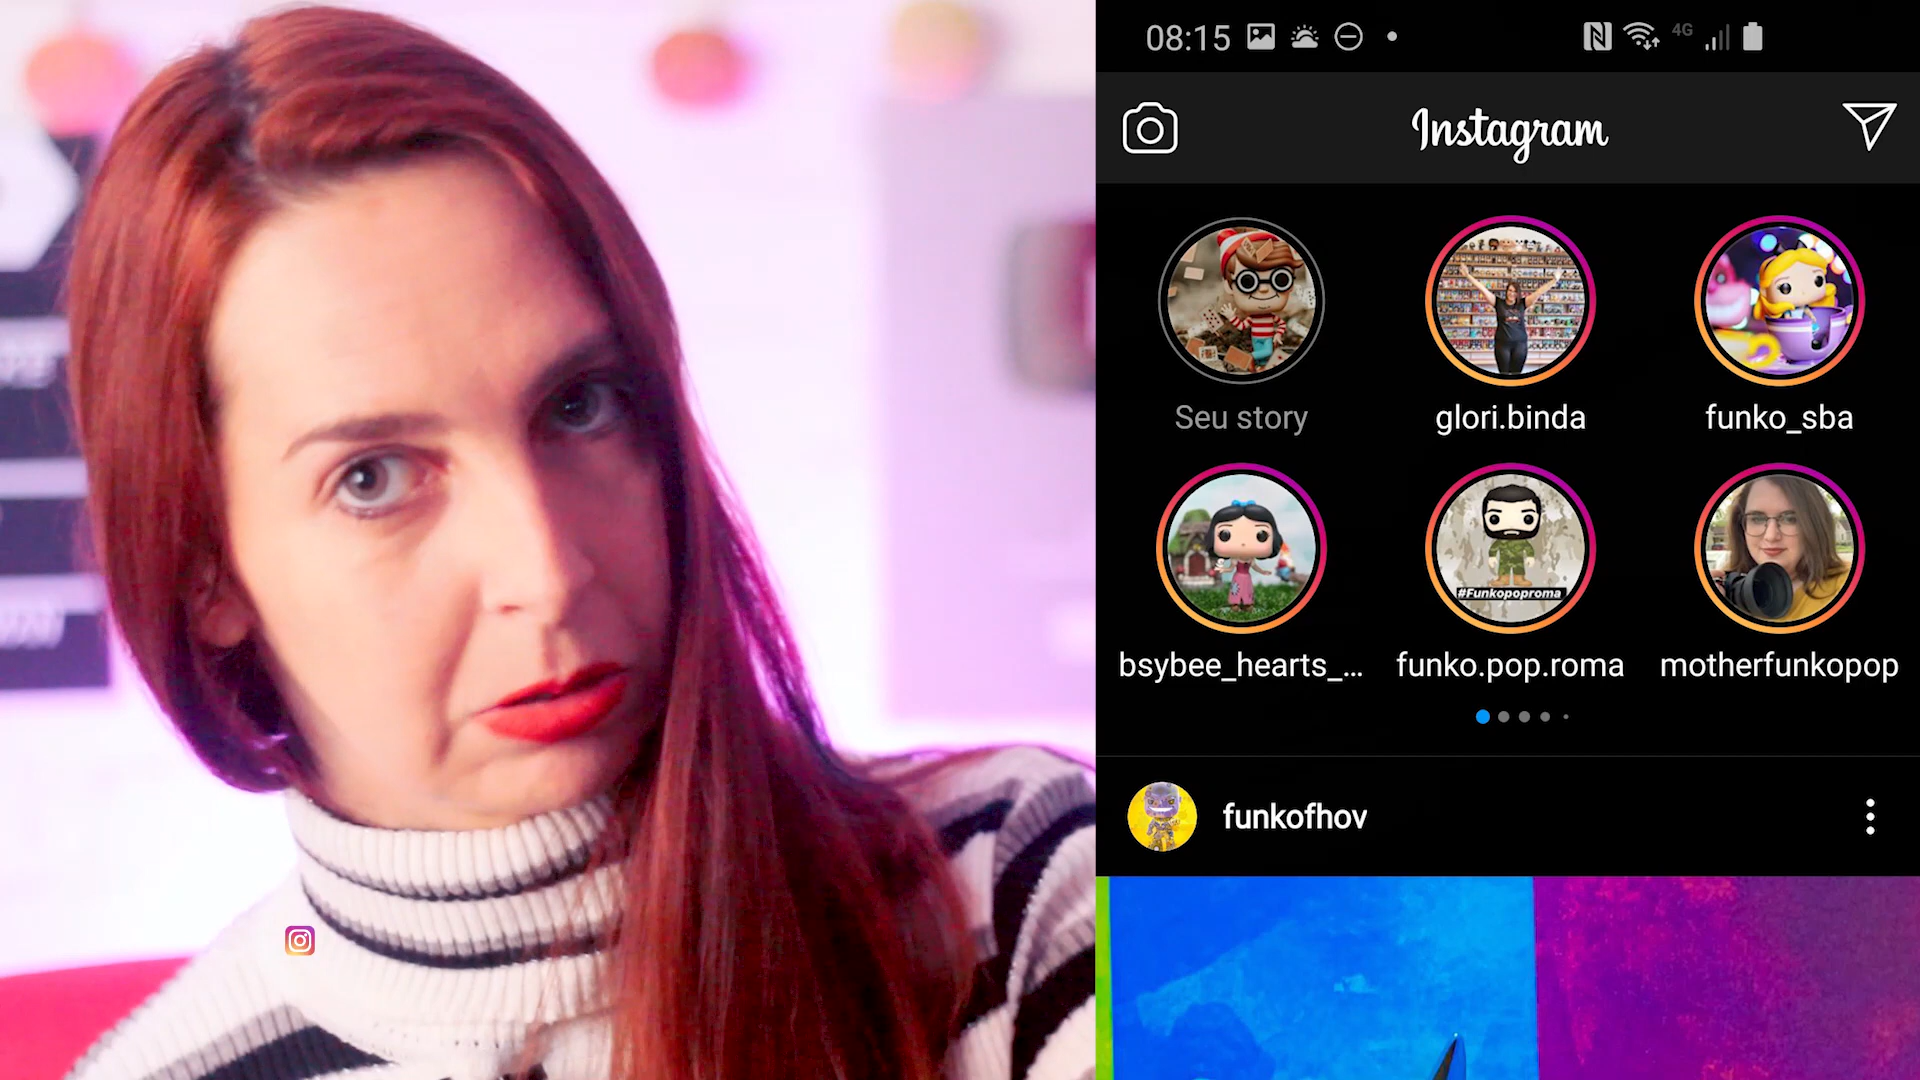 08:15
4G
Instagram
Seu story
glori.binda
funko_sba
#Funkopoproma
bsybee_hearts_...
funko.pop.roma
motherfunkopop
funkofhov